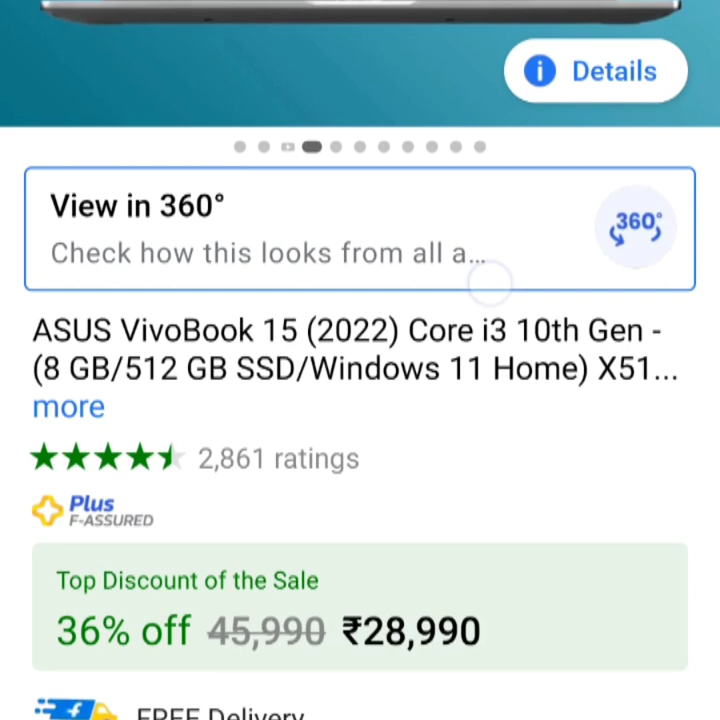 Details
View in 360°
360°
Check how this looks from all a...
ASUS VivoBook 15 (2022) Core i3 10th Gen -
(8 GB/512 GB SSD/Windows 11 Home) X51...
more
2,861 ratings
Plus
F-ASSURED
Top Discount of the Sale
36% off 45,990 ₹28,990
FREE Delivery